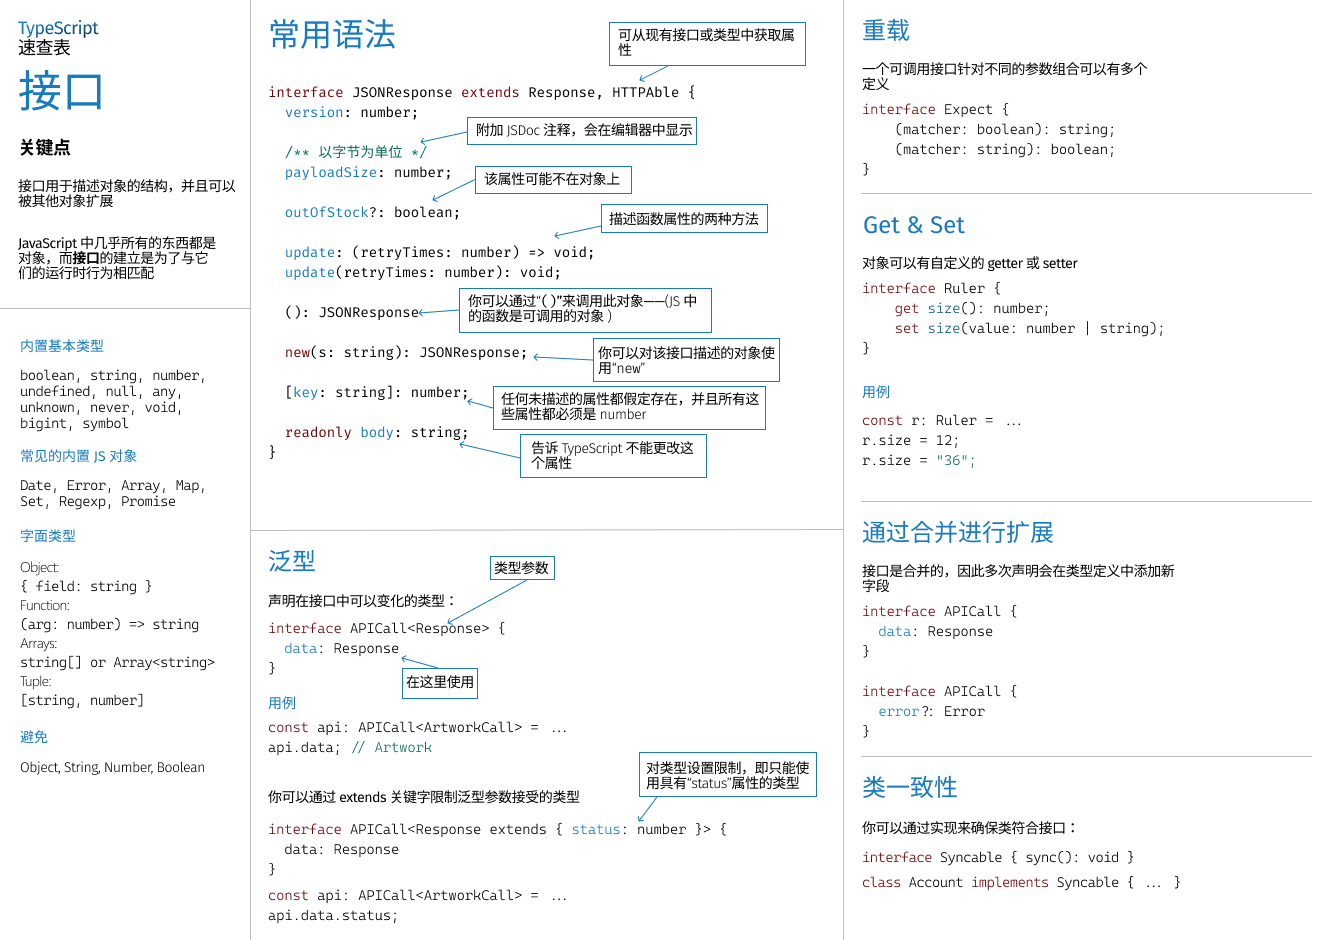 TypeScript
速查表
接口
关键点
接口用于描述对象的结构，并且可以
被其他对象扩展
JavaScript 中几乎所有的东西都是
对象，而接口的建立是为了与它
们的运行时行为相匹配
内置基本类型
boolean, string, number,
undefined, null, any,
unknown, never, void,
bigint, symbol
常见的内置 JS 对象
Date, Error, Array, Map,
Set, Regexp, Promise
字面类型
Object:
{ field: string }
Function:
(arg: number) => string
Arrays:
string[] or Array<string>
Tuple:
[string, number]
避免
Object, String, Number, Boolean
常用语法
可从现有接口或类型中获取属
性
interface JSONResponse extends Response, HTTPAble {
version: number;
附加 JSDoc 注释，会在编辑器中显示
/** 以字节为单位 */
payloadSize: number;
该属性可能不在对象上
outOfStock?: boolean;
描述函数属性的两种方法
update: (retryTimes: number) => void;
update(retryTimes: number): void;
你可以通过“( )”来调用此对象——(JS 中
的函数是可调用的对象 )
(): JSONResponse
你可以对该接口描述的对象使
用“new”
new(s: string): JSONResponse;
任何未描述的属性都假定存在，并且所有这
些属性都必须是 number
[key: string]: number;
readonly body: string;
告诉 TypeScript 不能更改这
个属性
}
泛型
类型参数
声明在接口中可以变化的类型：
interface APICall<Response> {
data: Response
}
在这里使用
用例
const api: APICall<ArtworkCall> = ...
api.data; // Artwork
对类型设置限制，即只能使
用具有“status”属性的类型
你可以通过 extends 关键字限制泛型参数接受的类型
interface APICall<Response extends { status: number }> {
data: Response
}
const api: APICall<ArtworkCall> = ...
api.data.status;
重载
一个可调用接口针对不同的参数组合可以有多个
定义
interface Expect {
(matcher: boolean): string;
(matcher: string): boolean;
}
Get & Set
对象可以有自定义的 getter 或 setter
interface Ruler {
get size(): number;
set size(value: number | string);
}
用例
const r: Ruler = ...
r.size = 12;
r.size = "36";
通过合并进行扩展
接口是合并的，因此多次声明会在类型定义中添加新
字段
interface APICall {
data: Response
}
interface APICall {
error?: Error
}
类一致性
你可以通过实现来确保类符合接口：
interface Syncable { sync(): void }
class Account implements Syncable { ... }